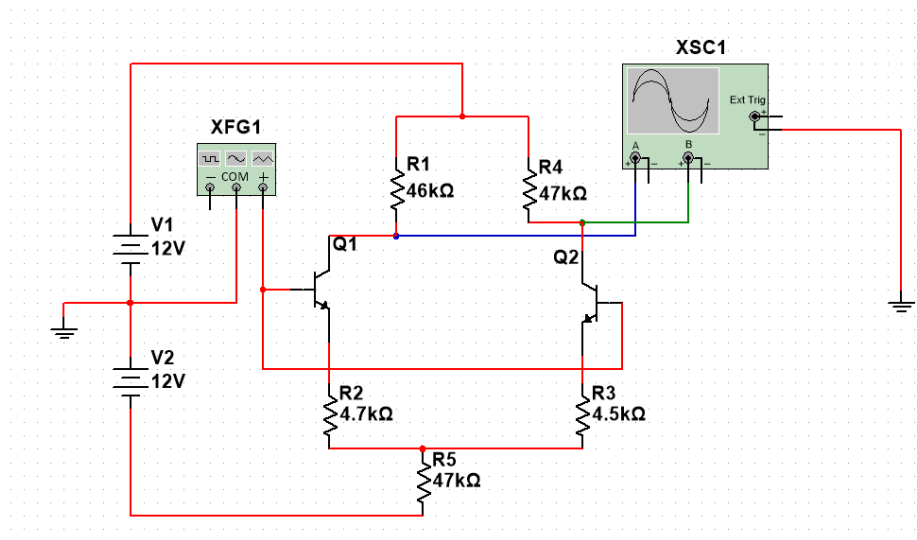 XSC1
Ext Trig
+
−
A
B
+ − + −
XFG1
− COM +
R1
46kΩ
R4
47kΩ
V1
12V
Q1
Q2
V2
12V
R2
4.7kΩ
R3
4.5kΩ
R5
47kΩ